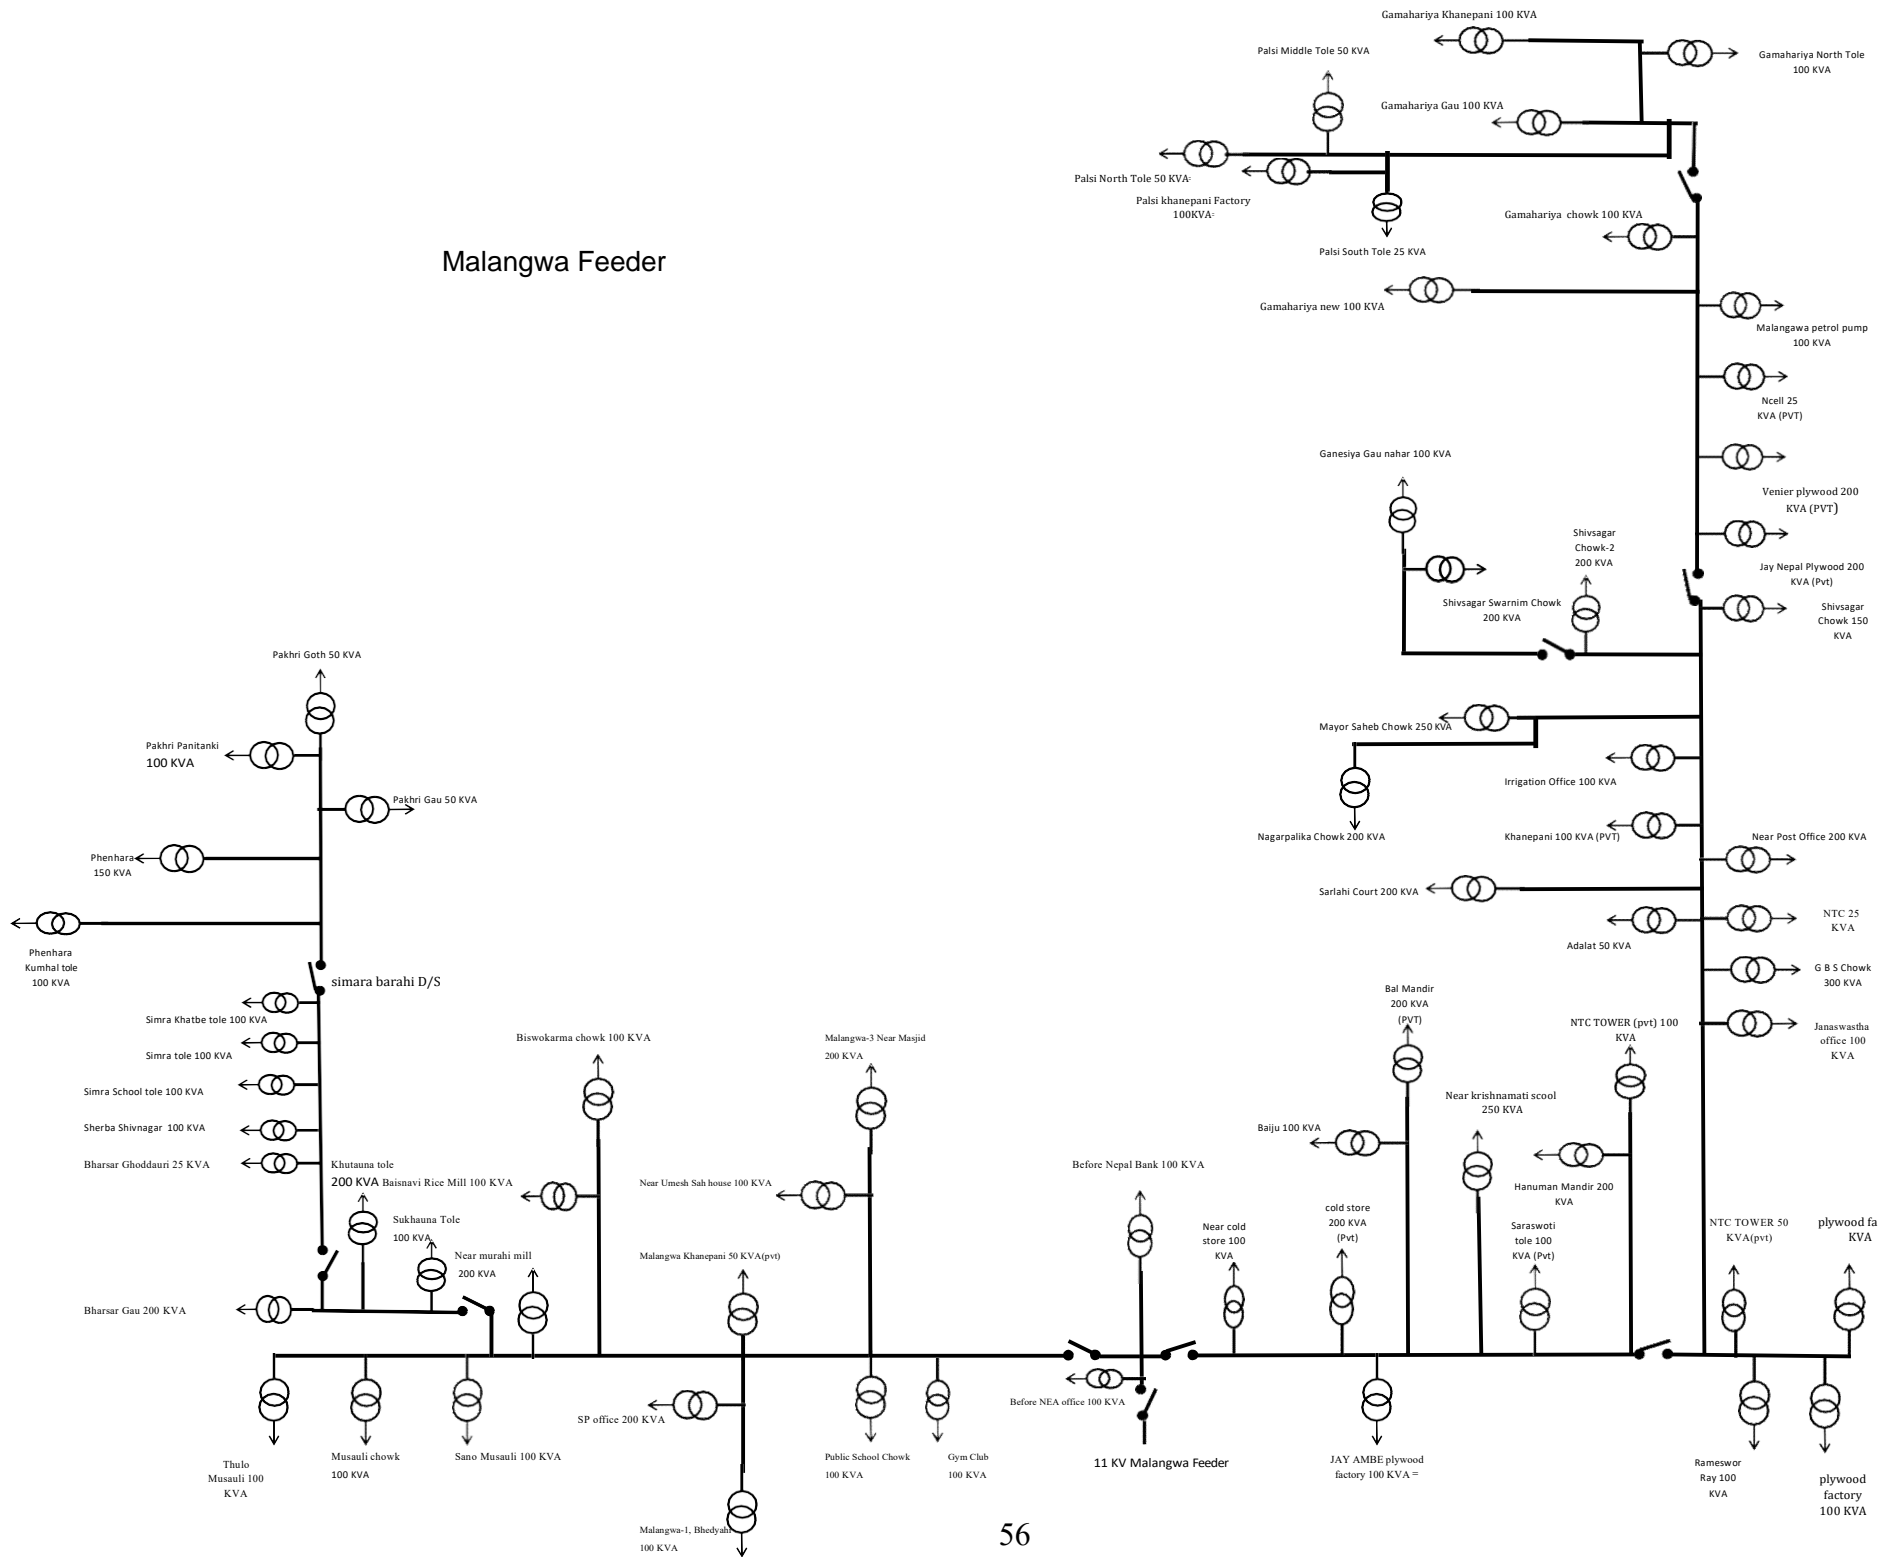 Gamahariya Khanepani 100 KVA
Palsi Middle Tole 50 KVA
Gamahariya North Tole
100 KVA
Gamahariya Gau 100 KVA
Palsi North Tole 50 KVA=
Palsi khanepani Factory
100KVA=
Gamahariya chowk 100 KVA
Palsi South Tole 25 KVA
Malangwa Feeder
Gamahariya new 100 KVA
Malangawa petrol pump
100 KVA
Ncell 25
KVA (PVT)
Ganesiya Gau nahar 100 KVA
Venier plywood 200
KVA (PVT)
Shivsagar
Chowk-2
200 KVA
Jay Nepal Plywood 200
KVA (Pvt)
Shivsagar Swarnim Chowk
200 KVA
Shivsagar
Chowk 150
KVA
Pakhri Goth 50 KVA
Mayor Saheb Chowk 250 KVA
Pakhri Panitanki
100 KVA
Irrigation Office 100 KVA
Pakhri Gau 50 KVA
Nagarpalika Chowk 200 KVA
Khanepani 100 KVA (PVT)
Near Post Office 200 KVA
Phenhara
150 KVA
Sarlahi Court 200 KVA
NTC 25
KVA
Adalat 50 KVA
Phenhara
Kumhal tole
100 KVA
simara barahi D/S
G B S Chowk
300 KVA
Bal Mandir
200 KVA
(PVT)
Simra Khatbe tole 100 KVA
NTC TOWER (pvt) 100
KVA
Janaswastha
office 100
KVA
Biswokarma chowk 100 KVA
Malangwa-3 Near Masjid
200 KVA
Simra tole 100 KVA
Simra School tole 100 KVA
Near krishnamati scool
250 KVA
Sherba Shivnagar 100 KVA
Baiju 100 KVA
Bharsar Ghoddauri 25 KVA
Khutauna tole
200 KVA
Baisnavi Rice Mill 100 KVA
Near Umesh Sah house 100 KVA
Before Nepal Bank 100 KVA
Hanuman Mandir 200
KVA
Sukhauna Tole
100 KVA
cold store
200 KVA
(Pvt)
Near cold
store 100
KVA
Saraswoti
tole 100
KVA (Pvt)
NTC TOWER 50
KVA(pvt)
plywood fa
KVA
Near murahi mill
200 KVA
Malangwa Khanepani 50 KVA(pvt)
Bharsar Gau 200 KVA
Before NEA office 100 KVA
SP office 200 KVA
Thulo
Musauli 100
KVA
Musauli chowk
100 KVA
Sano Musauli 100 KVA
Public School Chowk
100 KVA
Gym Club
100 KVA
11 KV Malangwa Feeder
JAY AMBE plywood
factory 100 KVA =
Rameswor
Ray 100
KVA
plywood
factory
100 KVA
Malangwa-1, Bhedyahi
100 KVA
56